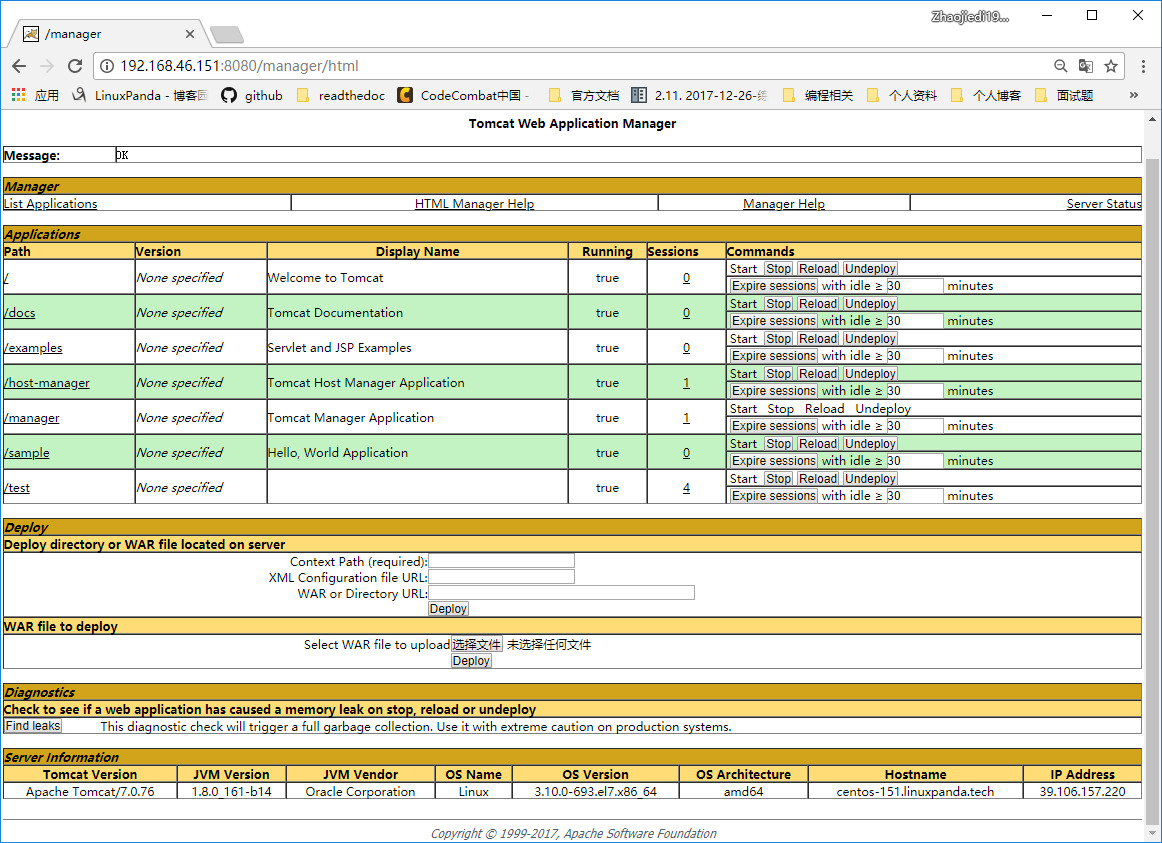 Zhaojiedi19...
/manager
192.168.46.151:8080/manager/html
应用 LinuxPanda - 博客园 github readthedoc CodeCombat中国 - 官方文档 2.11. 2017-12-26- 编程相关 个人资料 个人博客 面试题 »
Tomcat Web Application Manager
Message: OK
Manager
List Applications HTML Manager Help Manager Help Server Status
Applications
Path Version Display Name Running Sessions Commands
/ None specified Welcome to Tomcat true 0 Start Stop Reload Undeploy
Expire sessions with idle ≥ 30 minutes
/docs None specified Tomcat Documentation true 0 Start Stop Reload Undeploy
Expire sessions with idle ≥ 30 minutes
/examples None specified Servlet and JSP Examples true 0 Start Stop Reload Undeploy
Expire sessions with idle ≥ 30 minutes
/host-manager None specified Tomcat Host Manager Application true 1 Start Stop Reload Undeploy
Expire sessions with idle ≥ 30 minutes
/manager None specified Tomcat Manager Application true 1 Start Stop Reload Undeploy
Expire sessions with idle ≥ 30 minutes
/sample None specified Hello, World Application true 0 Start Stop Reload Undeploy
Expire sessions with idle ≥ 30 minutes
/test None specified true 4 Start Stop Reload Undeploy
Expire sessions with idle ≥ 30 minutes
Deploy
Deploy directory or WAR file located on server
Context Path (required):
XML Configuration file URL:
WAR or Directory URL:
Deploy
WAR file to deploy
Select WAR file to upload 选择文件 未选择任何文件
Deploy
Diagnostics
Check to see if a web application has caused a memory leak on stop, reload or undeploy
Find leaks This diagnostic check will trigger a full garbage collection. Use it with extreme caution on production systems.
Server Information
Tomcat Version JVM Version JVM Vendor OS Name OS Version OS Architecture Hostname IP Address
Apache Tomcat/7.0.76 1.8.0_161-b14 Oracle Corporation Linux 3.10.0-693.el7.x86_64 amd64 centos-151.linuxpanda.tech 39.106.157.220
Copyright © 1999-2017, Apache Software Foundation